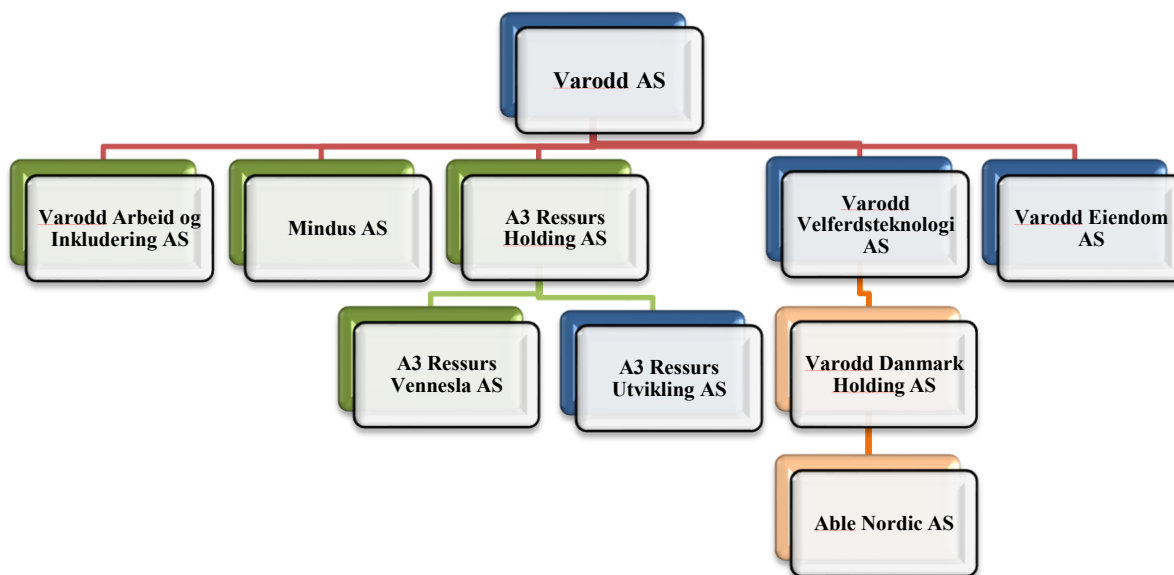 Varodd AS
Varodd Arbeid og
Inkludering AS
Mindus AS
A3 Ressurs
Holding AS
Varodd
Velferdsteknologi
AS
Varodd Eiendom
AS
A3 Ressurs
Vennesla AS
A3 Ressurs
Utvikling AS
Varodd Danmark
Holding AS
Able Nordic AS